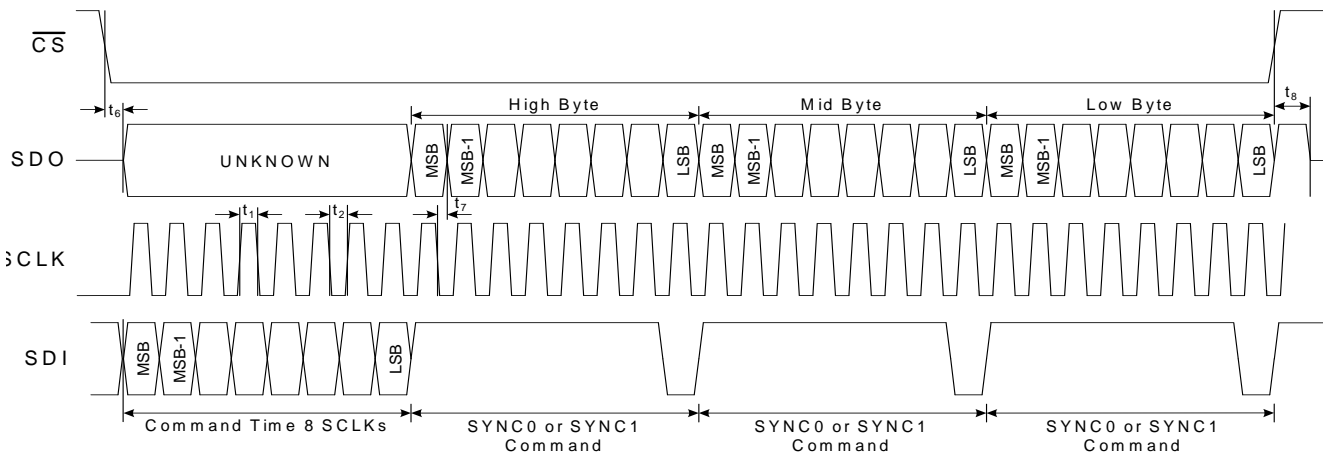 CS
t6
High Byte
Mid Byte
Low Byte
t8
SDO
UNKNOWN
MSB
MSB-1
LSB
MSB
MSB-1
LSB
MSB
MSB-1
LSB
t1
t2
t7
SCLK
SDI
MSB
MSB-1
LSB
Command Time 8 SCLKs
SYNC0 or SYNC1
Command
SYNC0 or SYNC1
Command
SYNC0 or SYNC1
Command